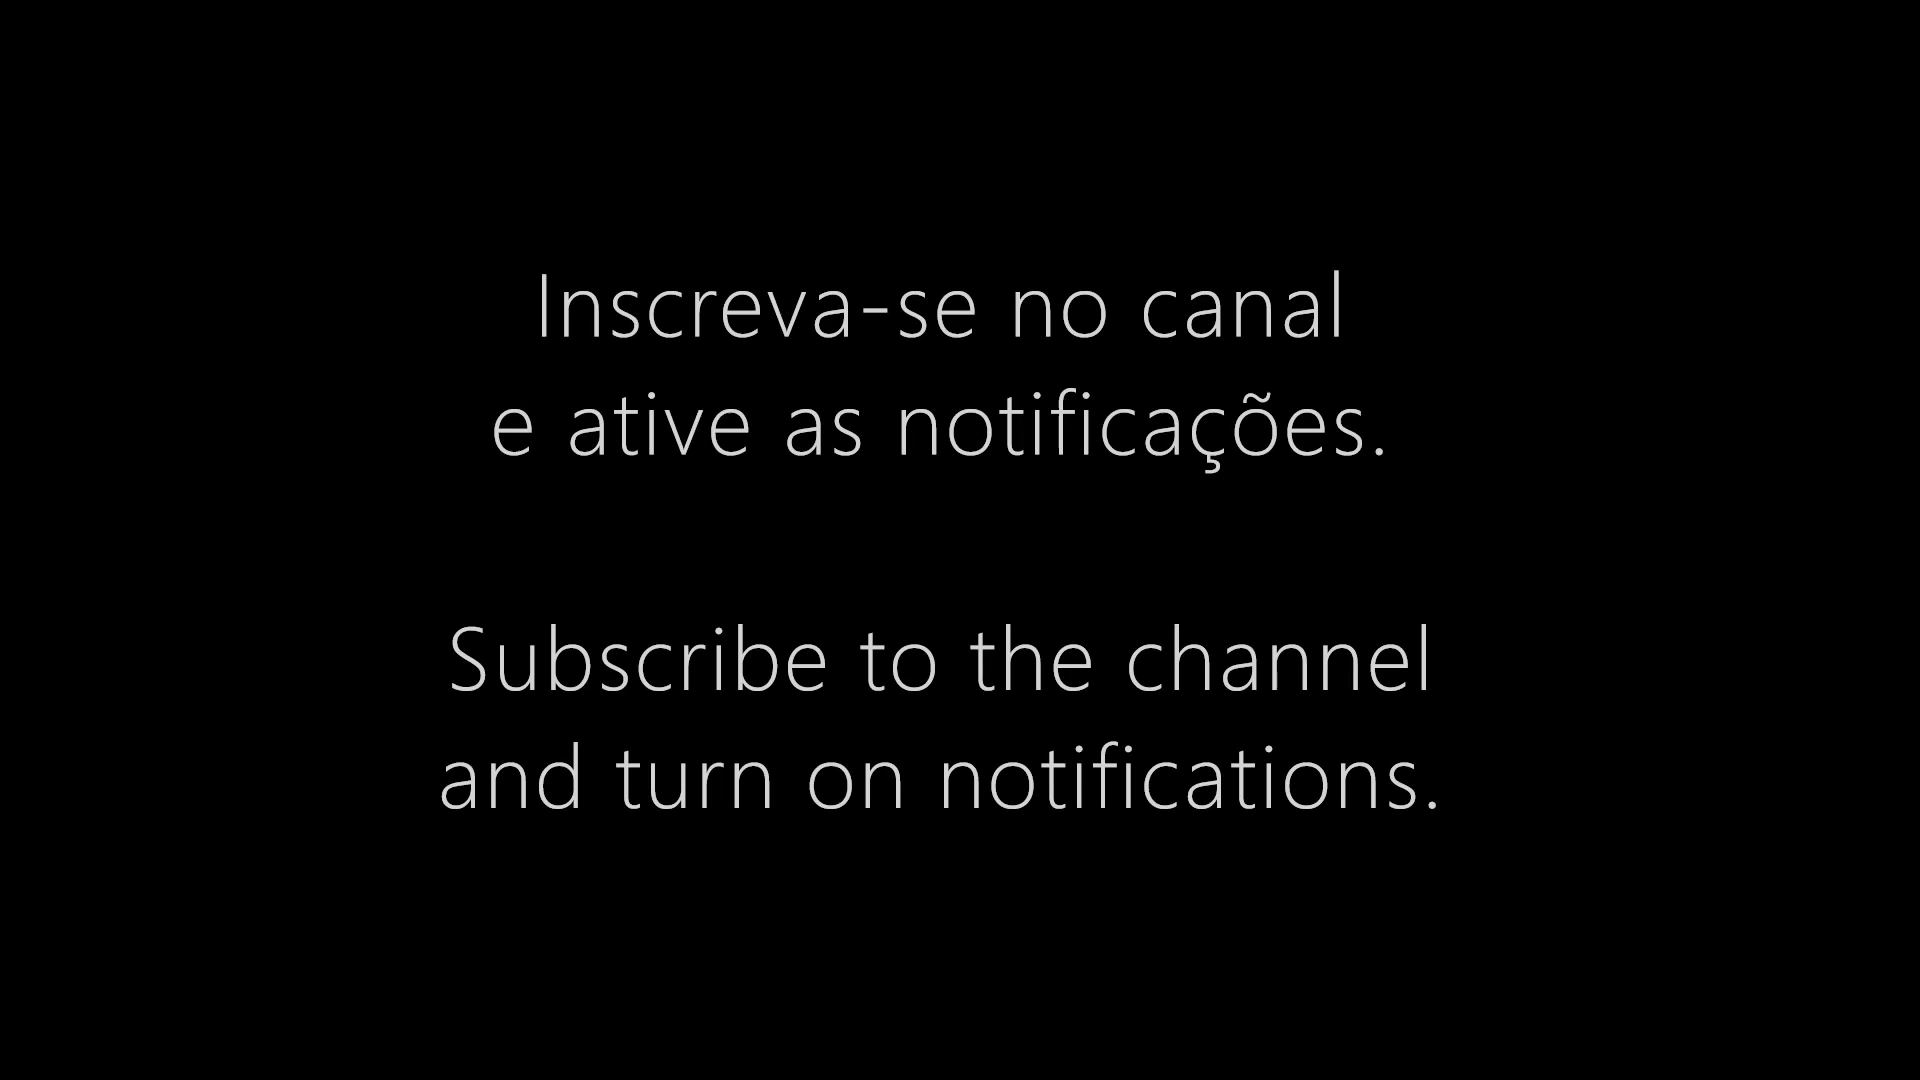 Inscreva-se no canal
e ative as notificações.
Subscribe to the channel
and turn on notifications.